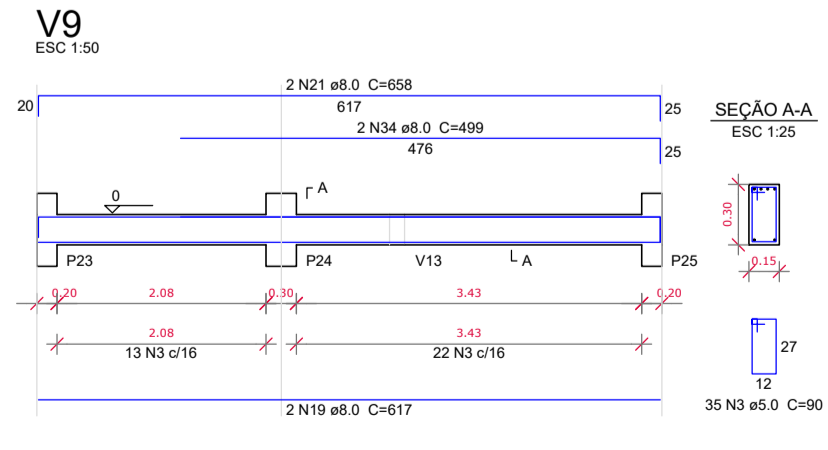 V9
ESC 1:50
2 N21 ø8.0 C=658
20
617
25
2 N34 ø8.0 C=499
476
25
SEÇÃO A-A
ESC 1:25
0
A
0.30
P23
P24
V13
A
P25
0.15
0.20
2.08
0.30
3.43
0.20
2.08
3.43
13 N3 c/16
22 N3 c/16
27
12
2 N19 ø8.0 C=617
35 N3 ø5.0 C=90